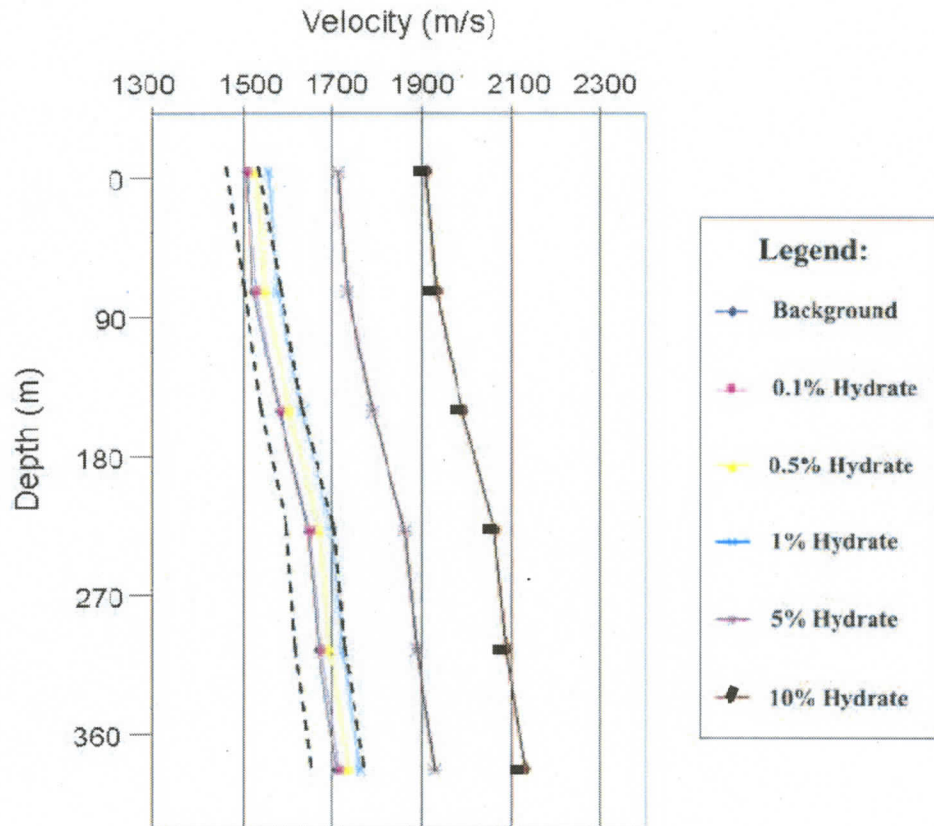 Velocity (m/s)
1300 1500 1700 1900 2100 2300
0
90
180
270
360
Depth (m)
Legend:
Background
0.1% Hydrate
0.5% Hydrate
1% Hydrate
5% Hydrate
10% Hydrate